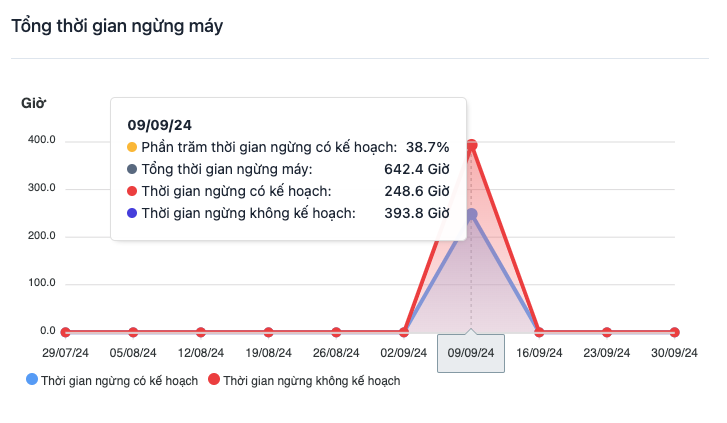 Tổng thời gian ngừng máy
Giờ
09/09/24
Phần trăm thời gian ngừng có kế hoạch: 38.7%
Tổng thời gian ngừng máy: 642.4 Giờ
Thời gian ngừng có kế hoạch: 248.6 Giờ
Thời gian ngừng không kế hoạch: 393.8 Giờ
400.0
300.0
200.0
100.0
0.0
29/07/24 05/08/24 12/08/24 19/08/24 26/08/24 02/09/24 09/09/24 16/09/24 23/09/24 30/09/24
Thời gian ngừng có kế hoạch Thời gian ngừng không kế hoạch